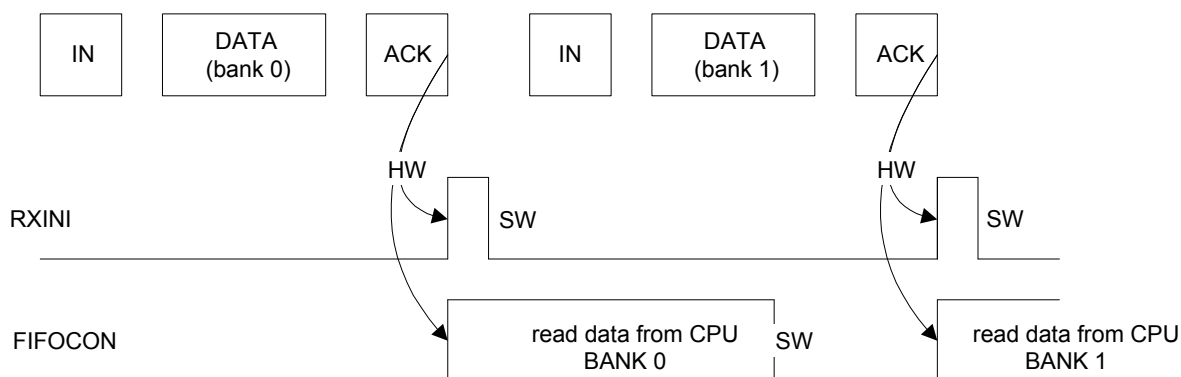 IN
DATA
(bank 0)
ACK
IN
DATA
(bank 1)
ACK
HW
HW
RXINI
SW
SW
FIFOCON
read data from CPU
BANK 0
SW
read data from CPU
BANK 1